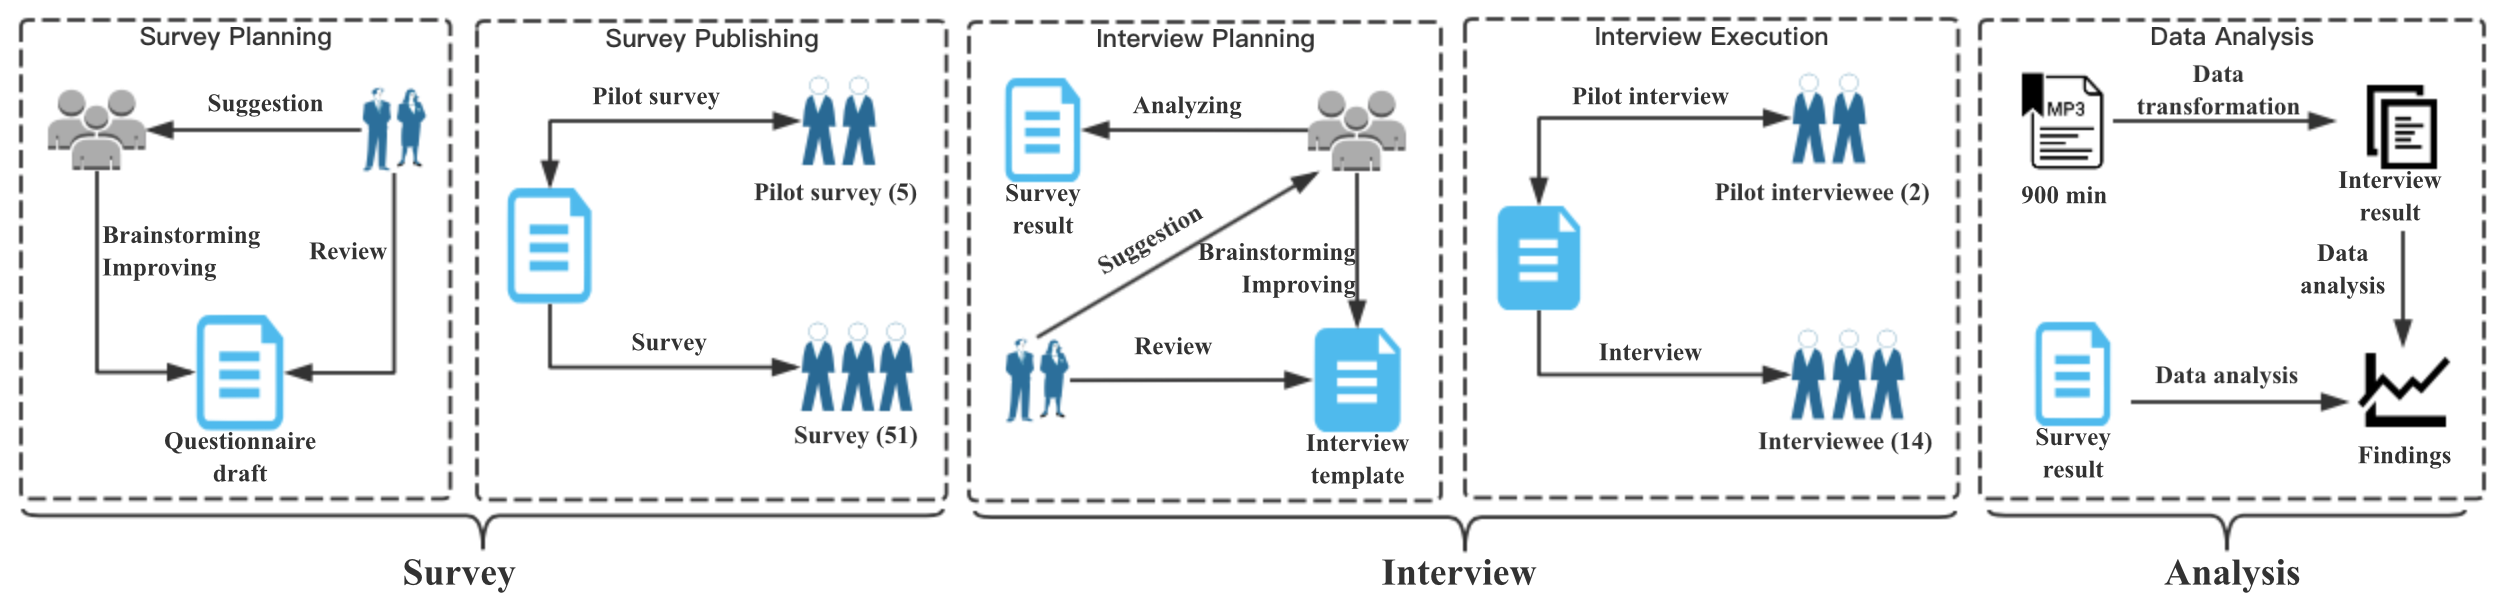 Survey Planning
Suggestion
Brainstorming
Improving
Review
Questionnaire
draft
Survey Publishing
Pilot survey
Pilot survey (5)
Survey
Survey (51)
Survey
Interview Planning
Analyzing
Survey
result
Suggestion
Brainstorming
Improving
Review
Interview
template
Interview Execution
Pilot interview
Pilot interviewee (2)
Interview
Interviewee (14)
Interview
Data Analysis
Data
transformation
MP3
900 min
Interview
result
Data
analysis
Data analysis
Survey
result
Findings
Analysis